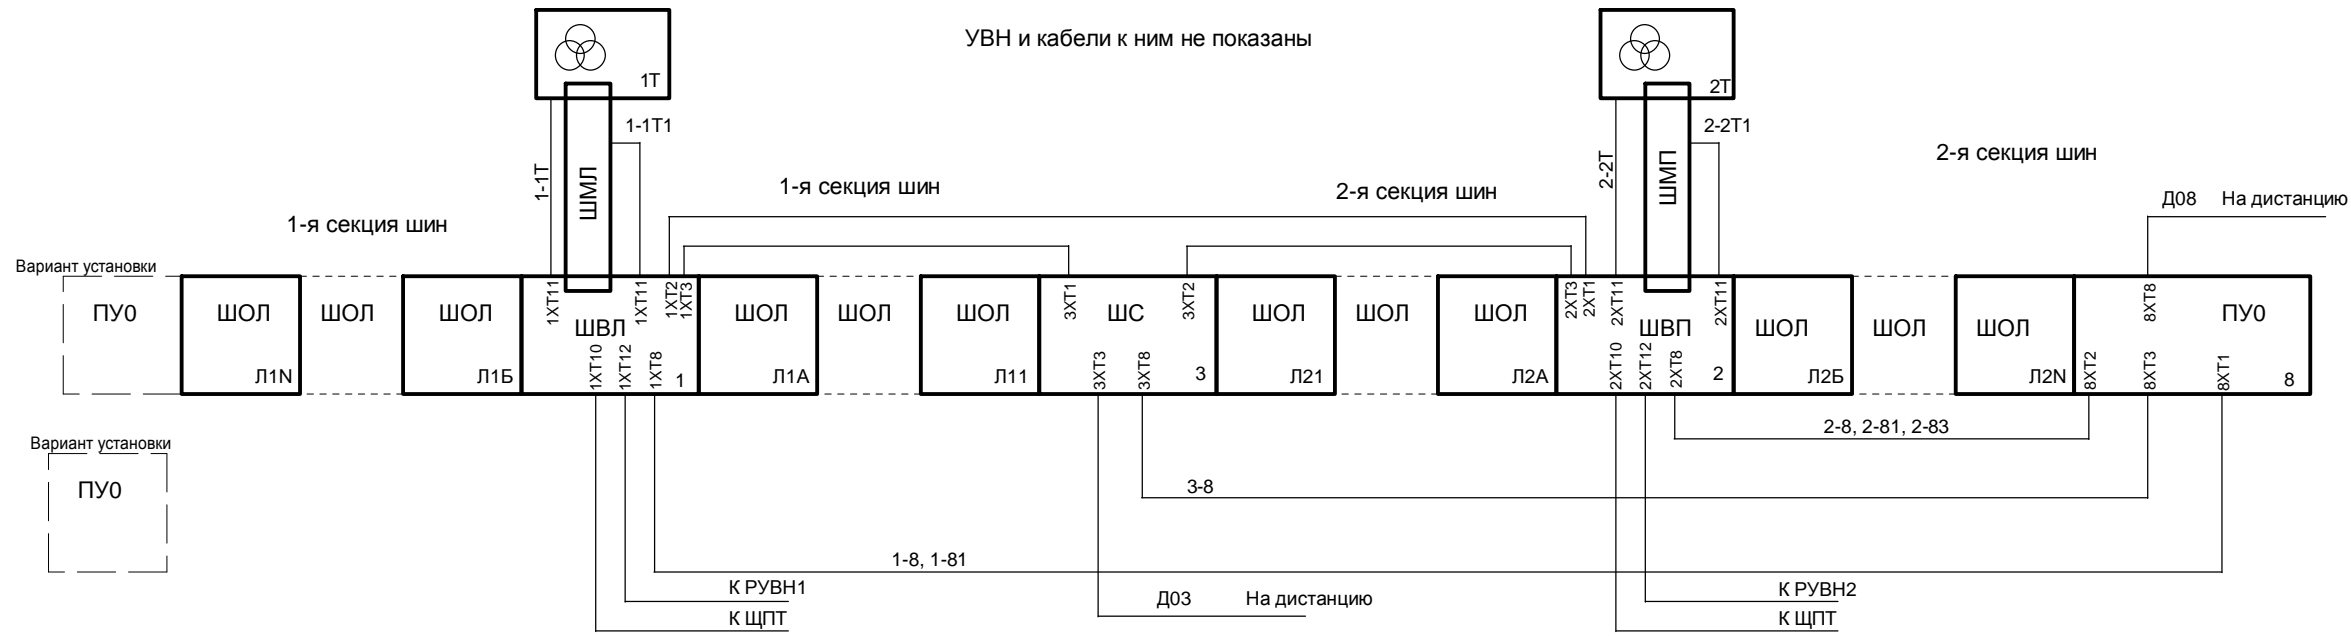 УВН и кабели к ним не показаны
1Т
2Т
1-1Т1
2-2Т1
1-1Т
ШМЛ
2-2Т
ШМП
2-я секция шин
1-я секция шин
2-я секция шин
1-я секция шин
Д08 На дистанцию
Вариант установки
ПУ0
ШОЛ
Л1N
ШОЛ
ШОЛ
Л1Б
1ХТ11
1ХТ11
1ХТ2
1ХТ3
ШВЛ
1ХТ10
1ХТ12
1ХТ8
1
ШОЛ
Л1А
ШОЛ
ШОЛ
Л11
3ХТ1
ШС
3ХТ2
3ХТ3
3ХТ8
3
ШОЛ
Л21
ШОЛ
ШОЛ
Л2А
2ХТ3
2ХТ1
2ХТ11
2ХТ11
ШВП
2ХТ10
2ХТ12
2ХТ8
2
ШОЛ
Л2Б
ШОЛ
ШОЛ
Л2N
8ХТ8
ПУ0
8ХТ2
8ХТ3
8ХТ1
8
2-8, 2-81, 2-83
Вариант установки
ПУ0
3-8
1-8, 1-81
К РУВН1
К ЩПТ
Д03 На дистанцию
К РУВН2
К ЩПТ